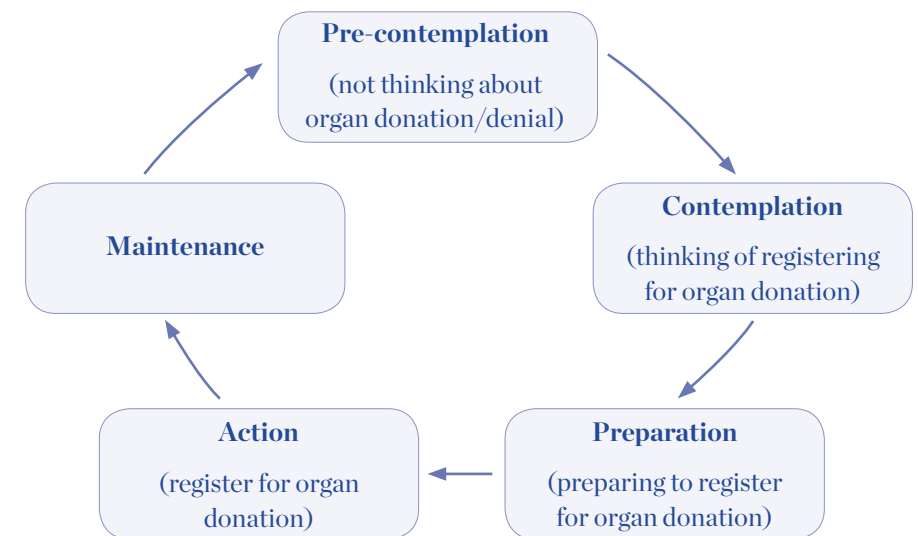 Pre-contemplation
(not thinking about
organ donation/denial)
Contemplation
(thinking of registering
for organ donation)
Preparation
(preparing to register
for organ donation)
Action
(register for organ
donation)
Maintenance